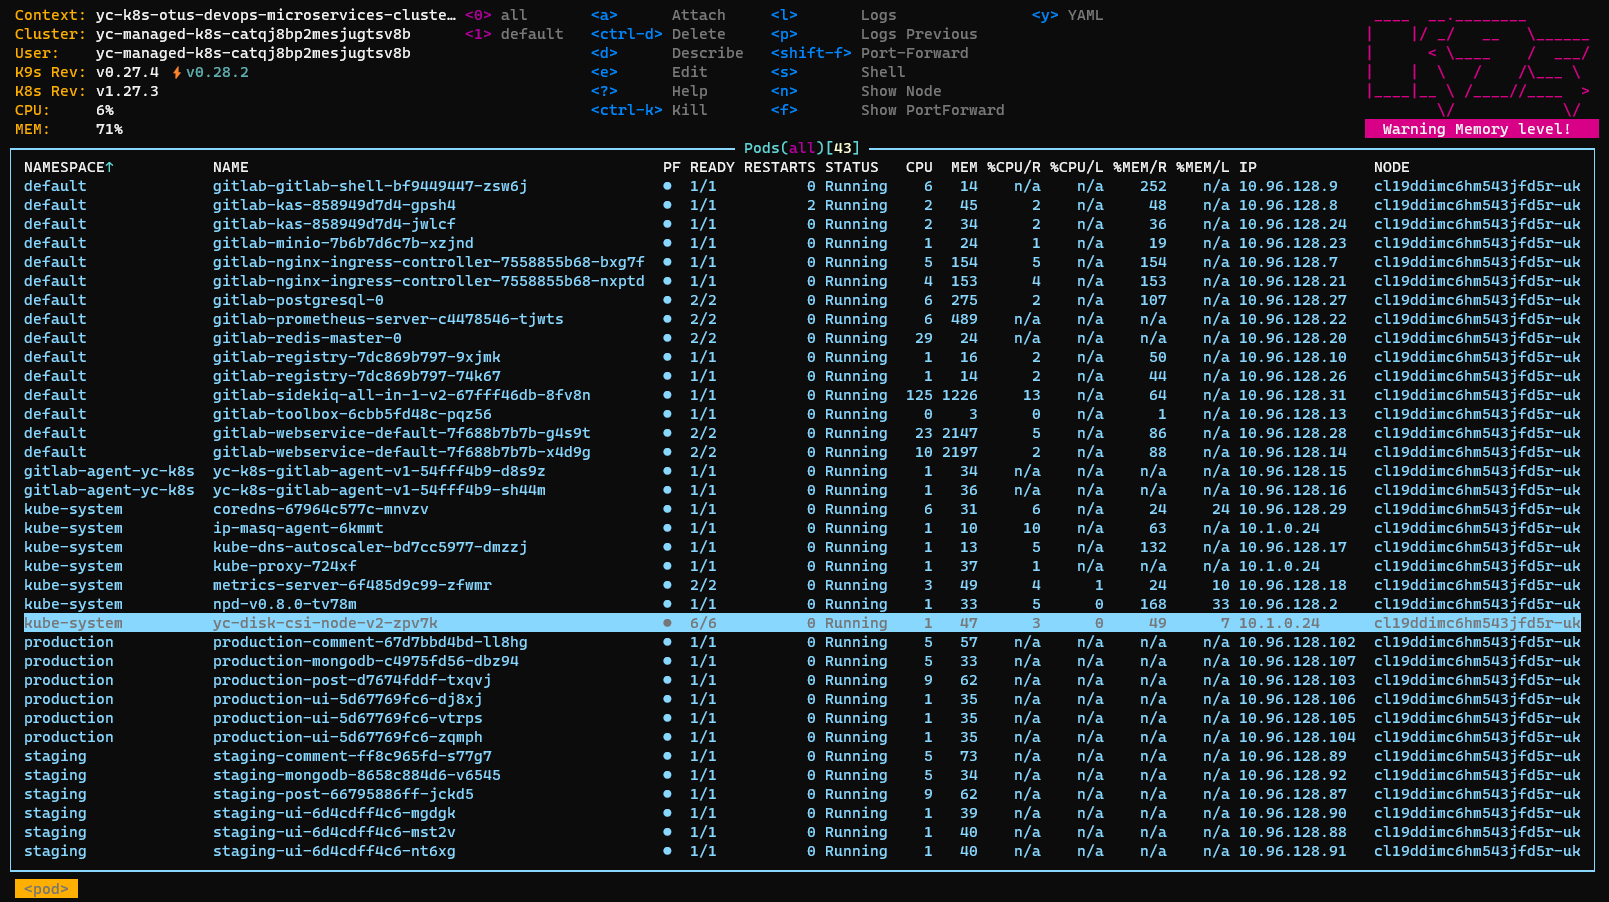 Context: yc-k8s-otus-devops-microservices-cluste… <0> all <a> Attach <l> Logs <y> YAML
Cluster: yc-managed-k8s-catqj8bp2mesjugtsv8b <1> default <ctrl-d> Delete <p> Logs Previous
User: yc-managed-k8s-catqj8bp2mesjugtsv8b <d> Describe <shift-f> Port-Forward
K9s Rev: v0.27.4 ⚡v0.28.2 <e> Edit <s> Shell
K8s Rev: v1.27.3 <?> Help <n> Show Node
CPU: 6% <ctrl-k> Kill <f> Show PortForward
MEM: 71% Warning Memory level!
Pods(all)[43]
NAMESPACE↑ NAME PF READY RESTARTS STATUS CPU MEM %CPU/R %CPU/L %MEM/R %MEM/L IP NODE
default gitlab-gitlab-shell-bf9449447-zsw6j ● 1/1 0 Running 6 14 n/a n/a 252 n/a 10.96.128.9 cl19ddimc6hm543jfd5r-uk
default gitlab-kas-858949d7d4-gpsh4 ● 1/1 2 Running 2 45 2 n/a 48 n/a 10.96.128.8 cl19ddimc6hm543jfd5r-uk
default gitlab-kas-858949d7d4-jwlcf ● 1/1 0 Running 2 34 2 n/a 36 n/a 10.96.128.24 cl19ddimc6hm543jfd5r-uk
default gitlab-minio-7b6b7d6c7b-xzjnd ● 1/1 0 Running 1 24 1 n/a 19 n/a 10.96.128.23 cl19ddimc6hm543jfd5r-uk
default gitlab-nginx-ingress-controller-7558855b68-bxg7f ● 1/1 0 Running 5 154 5 n/a 154 n/a 10.96.128.7 cl19ddimc6hm543jfd5r-uk
default gitlab-nginx-ingress-controller-7558855b68-nxptd ● 1/1 0 Running 4 153 4 n/a 153 n/a 10.96.128.21 cl19ddimc6hm543jfd5r-uk
default gitlab-postgresql-0 ● 2/2 0 Running 6 275 2 n/a 107 n/a 10.96.128.27 cl19ddimc6hm543jfd5r-uk
default gitlab-prometheus-server-c4478546-tjwts ● 2/2 0 Running 6 489 n/a n/a n/a n/a 10.96.128.22 cl19ddimc6hm543jfd5r-uk
default gitlab-redis-master-0 ● 2/2 0 Running 29 24 n/a n/a n/a n/a 10.96.128.20 cl19ddimc6hm543jfd5r-uk
default gitlab-registry-7dc869b797-9xjmk ● 1/1 0 Running 1 16 2 n/a 50 n/a 10.96.128.10 cl19ddimc6hm543jfd5r-uk
default gitlab-registry-7dc869b797-74k67 ● 1/1 0 Running 1 14 2 n/a 44 n/a 10.96.128.26 cl19ddimc6hm543jfd5r-uk
default gitlab-sidekiq-all-in-1-v2-67fff46db-8fv8n ● 1/1 0 Running 125 1226 13 n/a 64 n/a 10.96.128.31 cl19ddimc6hm543jfd5r-uk
default gitlab-toolbox-6cbb5fd48c-pqz56 ● 1/1 0 Running 0 3 0 n/a 1 n/a 10.96.128.13 cl19ddimc6hm543jfd5r-uk
default gitlab-webservice-default-7f688b7b7b-g4s9t ● 2/2 0 Running 23 2147 5 n/a 86 n/a 10.96.128.28 cl19ddimc6hm543jfd5r-uk
default gitlab-webservice-default-7f688b7b7b-x4d9g ● 2/2 0 Running 10 2197 2 n/a 88 n/a 10.96.128.14 cl19ddimc6hm543jfd5r-uk
gitlab-agent-yc-k8s yc-k8s-gitlab-agent-v1-54fff4b9-d8s9z ● 1/1 0 Running 1 34 n/a n/a n/a n/a 10.96.128.15 cl19ddimc6hm543jfd5r-uk
gitlab-agent-yc-k8s yc-k8s-gitlab-agent-v1-54fff4b9-sh44m ● 1/1 0 Running 1 36 n/a n/a n/a n/a 10.96.128.16 cl19ddimc6hm543jfd5r-uk
kube-system coredns-67964c577c-mnvzv ● 1/1 0 Running 6 31 6 n/a 24 24 10.96.128.29 cl19ddimc6hm543jfd5r-uk
kube-system ip-masq-agent-6kmmt ● 1/1 0 Running 1 10 10 n/a 63 n/a 10.1.0.24 cl19ddimc6hm543jfd5r-uk
kube-system kube-dns-autoscaler-bd7cc5977-dmzzj ● 1/1 0 Running 1 13 5 n/a 132 n/a 10.96.128.17 cl19ddimc6hm543jfd5r-uk
kube-system kube-proxy-724xf ● 1/1 0 Running 1 37 1 n/a n/a n/a 10.1.0.24 cl19ddimc6hm543jfd5r-uk
kube-system metrics-server-6f485d9c99-zfwmr ● 2/2 0 Running 3 49 4 1 24 10 10.96.128.18 cl19ddimc6hm543jfd5r-uk
kube-system npd-v0.8.0-tv78m ● 1/1 0 Running 1 33 5 0 168 33 10.96.128.2 cl19ddimc6hm543jfd5r-uk
kube-system yc-disk-csi-node-v2-zpv7k ● 6/6 0 Running 1 47 3 0 49 7 10.1.0.24 cl19ddimc6hm543jfd5r-uk
production production-comment-67d7bbd4bd-ll8hg ● 1/1 0 Running 5 57 n/a n/a n/a n/a 10.96.128.102 cl19ddimc6hm543jfd5r-uk
production production-mongodb-c4975fd56-dbz94 ● 1/1 0 Running 5 33 n/a n/a n/a n/a 10.96.128.107 cl19ddimc6hm543jfd5r-uk
production production-post-d7674fddf-txqvj ● 1/1 0 Running 9 62 n/a n/a n/a n/a 10.96.128.103 cl19ddimc6hm543jfd5r-uk
production production-ui-5d67769fc6-dj8xj ● 1/1 0 Running 1 35 n/a n/a n/a n/a 10.96.128.106 cl19ddimc6hm543jfd5r-uk
production production-ui-5d67769fc6-vtrps ● 1/1 0 Running 1 35 n/a n/a n/a n/a 10.96.128.105 cl19ddimc6hm543jfd5r-uk
production production-ui-5d67769fc6-zqmph ● 1/1 0 Running 1 35 n/a n/a n/a n/a 10.96.128.104 cl19ddimc6hm543jfd5r-uk
staging staging-comment-ff8c965fd-s77g7 ● 1/1 0 Running 5 73 n/a n/a n/a n/a 10.96.128.89 cl19ddimc6hm543jfd5r-uk
staging staging-mongodb-8658c884d6-v6545 ● 1/1 0 Running 5 34 n/a n/a n/a n/a 10.96.128.92 cl19ddimc6hm543jfd5r-uk
staging staging-post-66795886ff-jckd5 ● 1/1 0 Running 9 62 n/a n/a n/a n/a 10.96.128.87 cl19ddimc6hm543jfd5r-uk
staging staging-ui-6d4cdff4c6-mgdgk ● 1/1 0 Running 1 39 n/a n/a n/a n/a 10.96.128.90 cl19ddimc6hm543jfd5r-uk
staging staging-ui-6d4cdff4c6-mst2v ● 1/1 0 Running 1 40 n/a n/a n/a n/a 10.96.128.88 cl19ddimc6hm543jfd5r-uk
staging staging-ui-6d4cdff4c6-nt6xg ● 1/1 0 Running 1 40 n/a n/a n/a n/a 10.96.128.91 cl19ddimc6hm543jfd5r-uk
<pod>